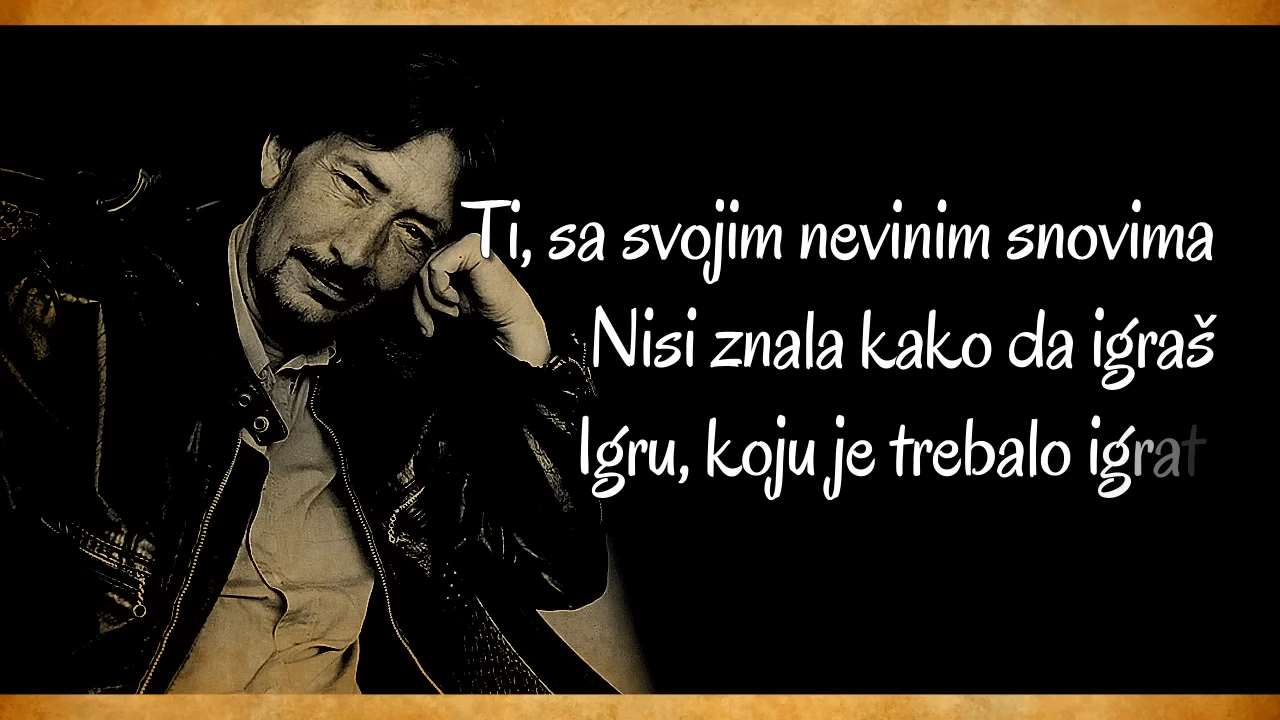 Ti, sa svojim nevinim snovima
Nisi znala kako da igraš
Igru, koju je trebalo igrat